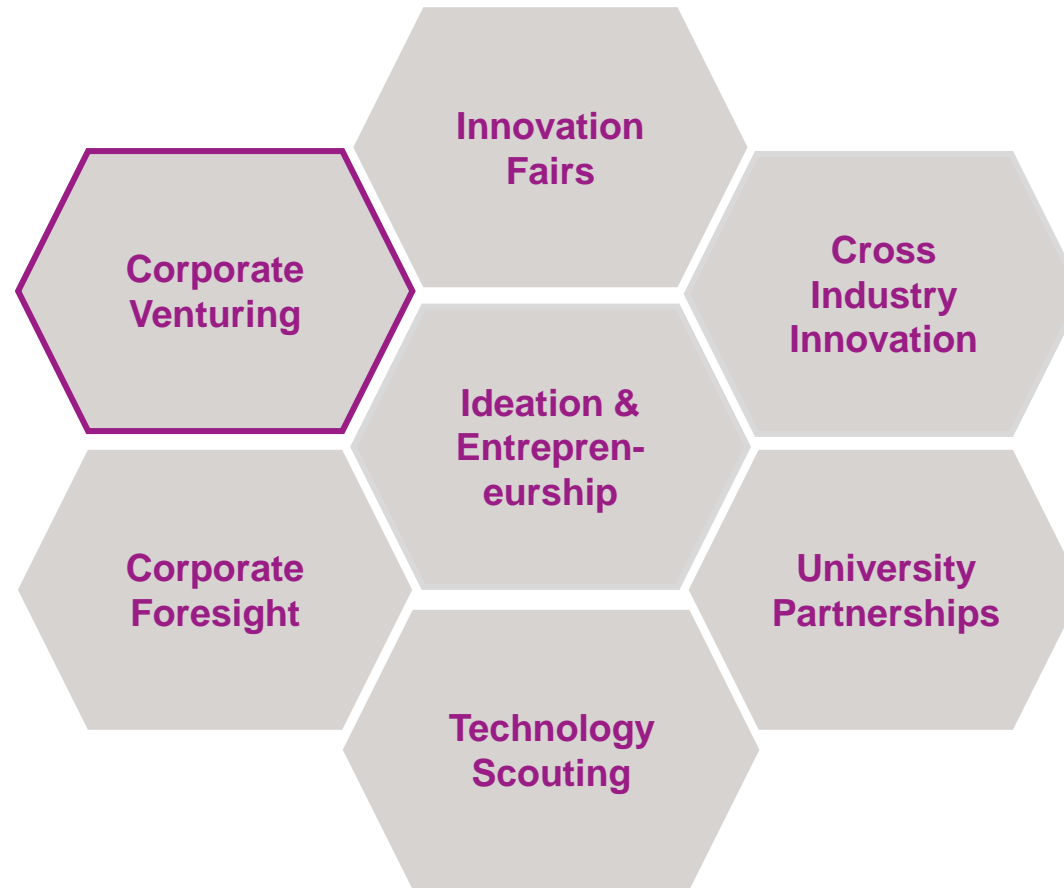 Innovation
Fairs
Corporate
Venturing
Cross
Industry
Innovation
Ideation &
Entrepren-
eurship
Corporate
Foresight
University
Partnerships
Technology
Scouting